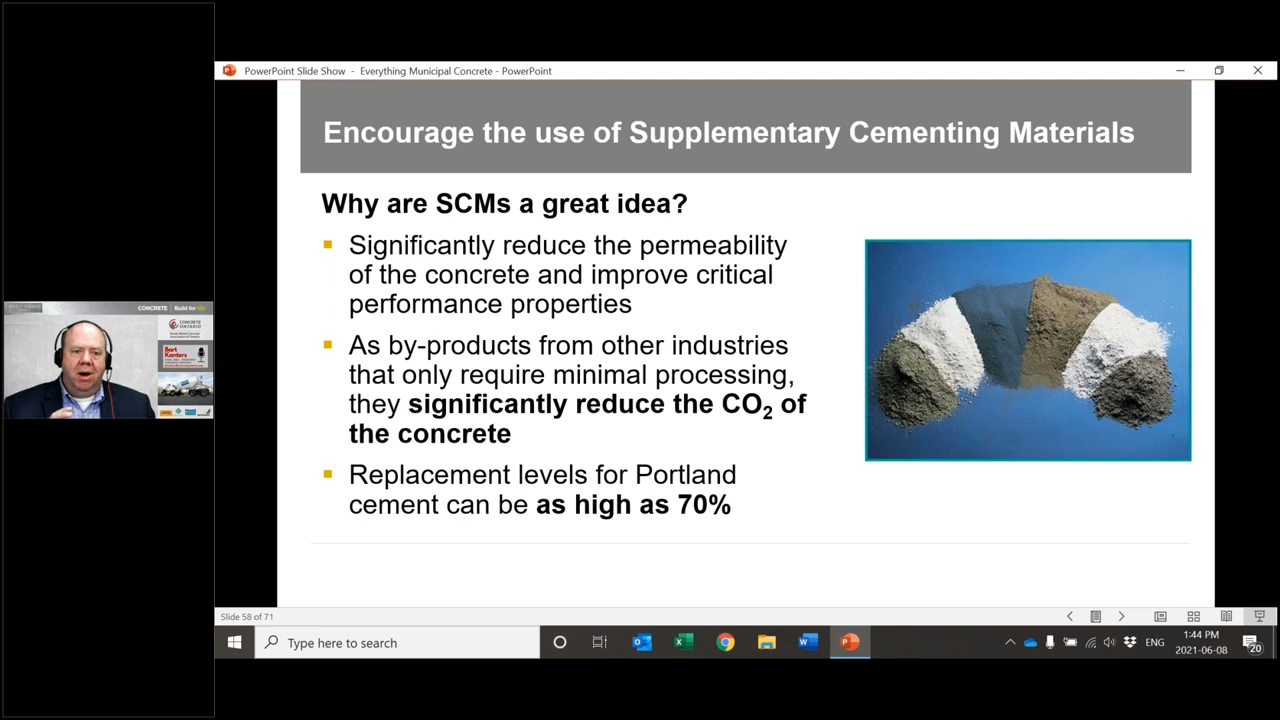 PowerPoint Slide Show - Everything Municipal Concrete - PowerPoint
Encourage the use of Supplementary Cementing Materials
Why are SCMs a great idea?
Significantly reduce the permeability
of the concrete and improve critical
performance properties
As by-products from other industries
that only require minimal processing,
they significantly reduce the CO2 of
the concrete
Replacement levels for Portland
cement can be as high as 70%
CONCRETE Build for life
CONCRETE
ONTARIO
Bart
Kanters
Slide 58 of 71
Type here to search
ENG
1:44 PM
2021-06-08
20